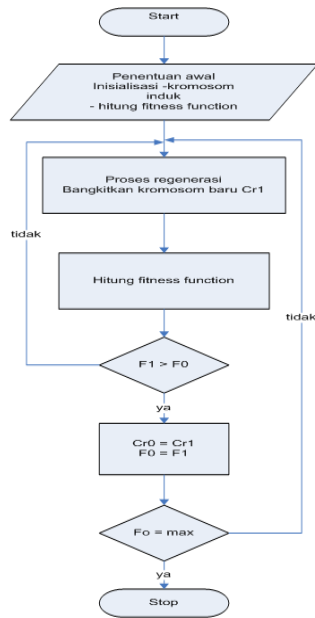 Start
Penentuan awal
Inisialisasi -kromosom
induk
- hitung fitness function
Proses regenerasi
Bangkitkan kromosom baru Cr1
tidak
Hitung fitness function
tidak
F1 > F0
ya
Cr0 = Cr1
F0 = F1
Fo = max
ya
Stop